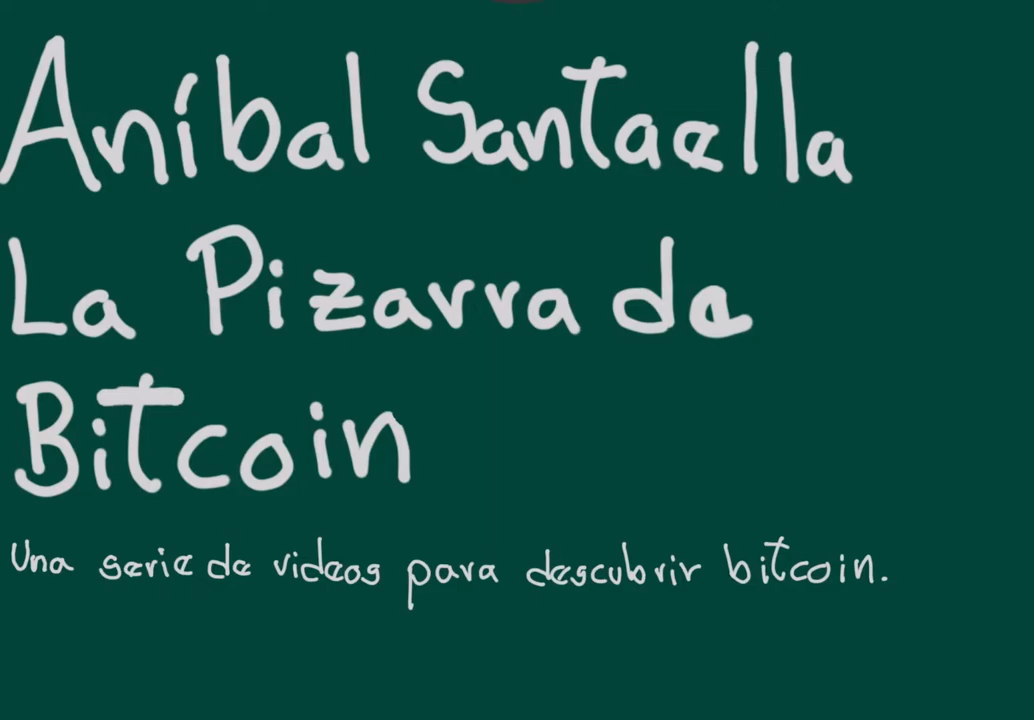 Aníbal Santaella
La Pizarra de
Bitcoin
Una serie de videos para descubrir bitcoin.